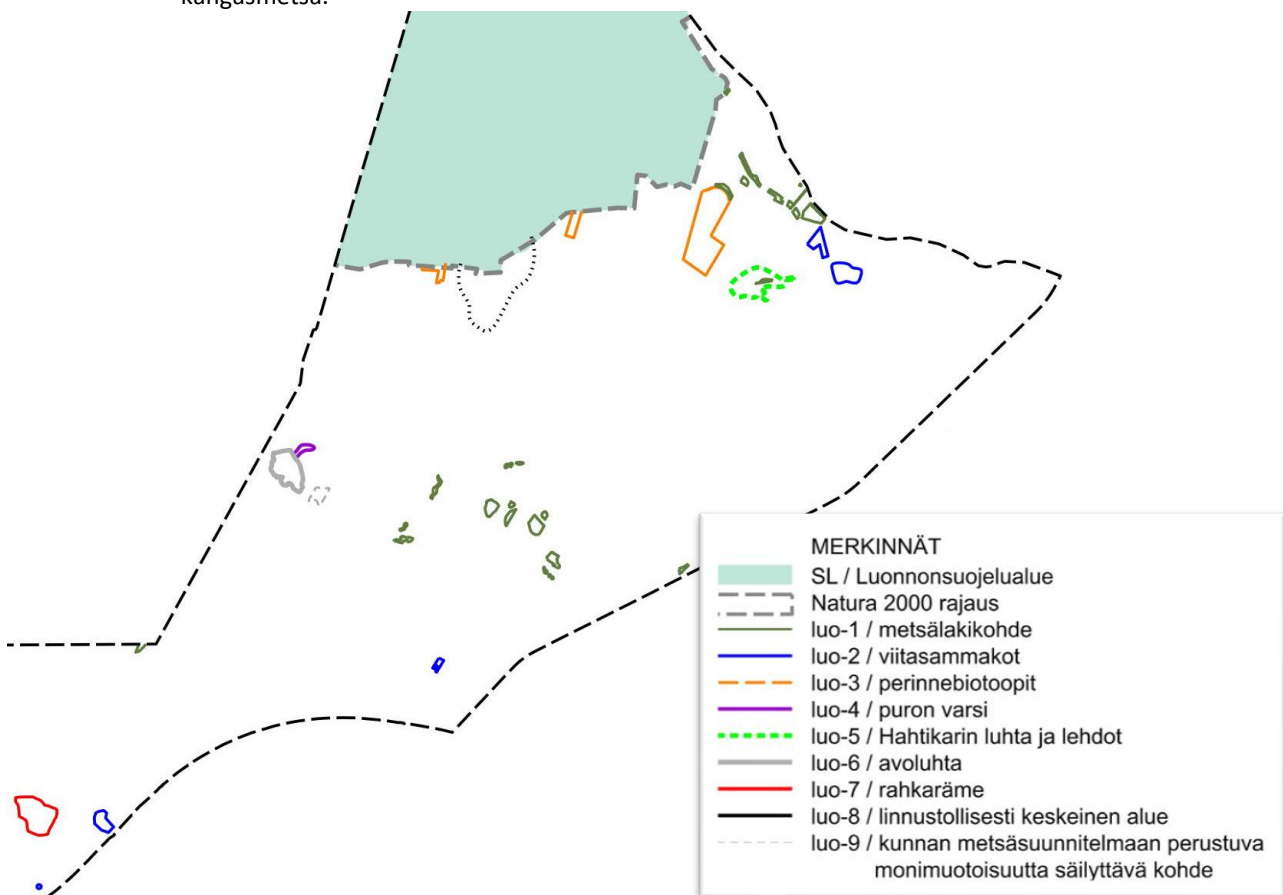 kangasmetsä.
MERKINNÄT
SL / Luonnonsuojelualue
Natura 2000 rajaus
luo-1 / metsälakikohde
luo-2 / viitasammakot
luo-3 / perinnebiotoopit
luo-4 / puron varsi
luo-5 / Hahtikarin luhta ja lehdot
luo-6 / avoluhta
luo-7 / rahkaräme
luo-8 / linnustollisesti keskeinen alue
luo-9 / kunnan metsäsuunnitelmaan perustuva
monimuotoisuutta säilyttävä kohde